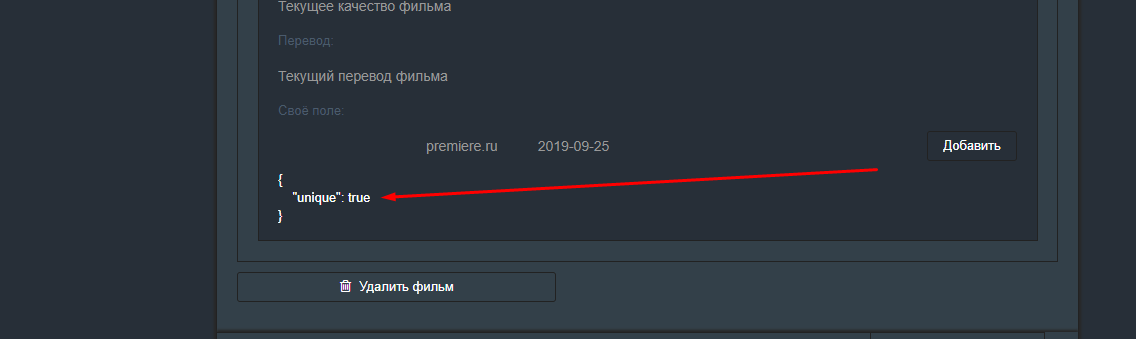 Текущее качество фильма
Перевод:
Текущий перевод фильма
Своё поле:
premiere.ru 2019-09-25 Добавить
{
"unique": true
}
Удалить фильм